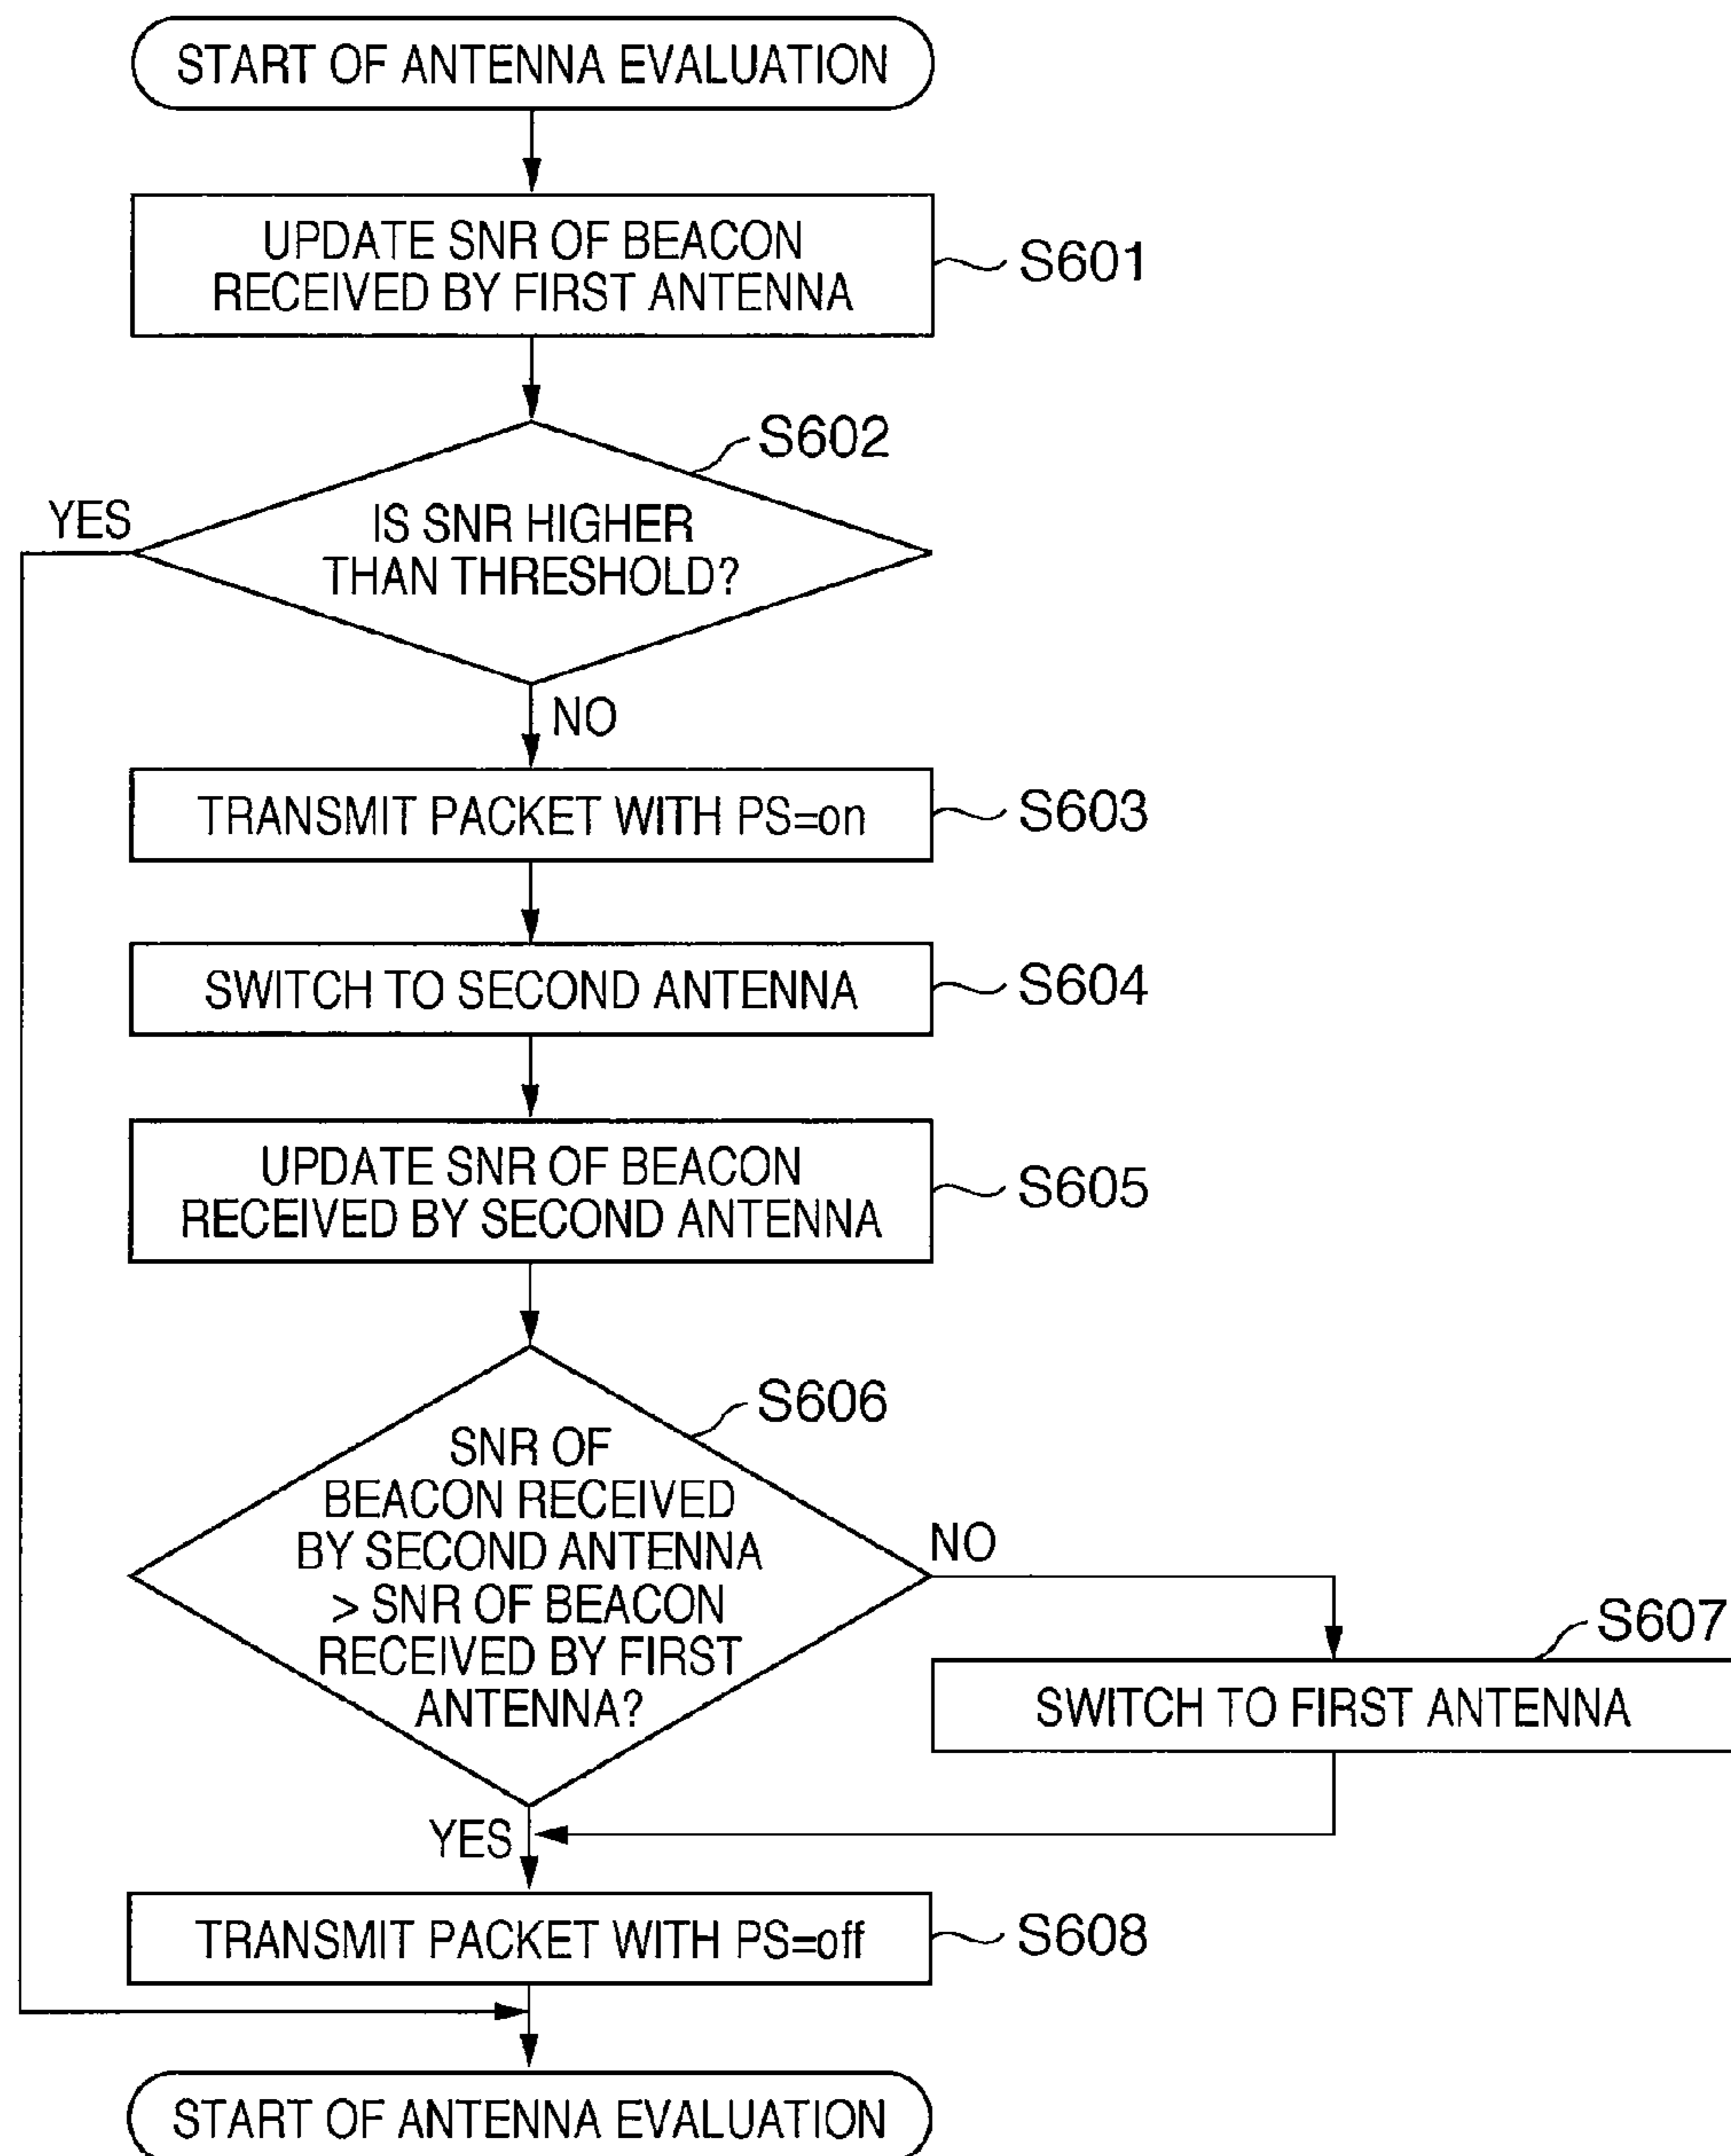 START OF ANTENNA EVALUATION
UPDATE SNR OF BEACON
RECEIVED BY FIRST ANTENNA
S601
S602
YES
IS SNR HIGHER
THAN THRESHOLD?
NO
TRANSMIT PACKET WITH PS=on
S603
SWITCH TO SECOND ANTENNA
S604
UPDATE SNR OF BEACON
RECEIVED BY SECOND ANTENNA
S605
S606
SNR OF
BEACON RECEIVED
BY SECOND ANTENNA
> SNR OF BEACON
RECEIVED BY FIRST
ANTENNA?
NO
S607
SWITCH TO FIRST ANTENNA
YES
TRANSMIT PACKET WITH PS=off
S608
START OF ANTENNA EVALUATION